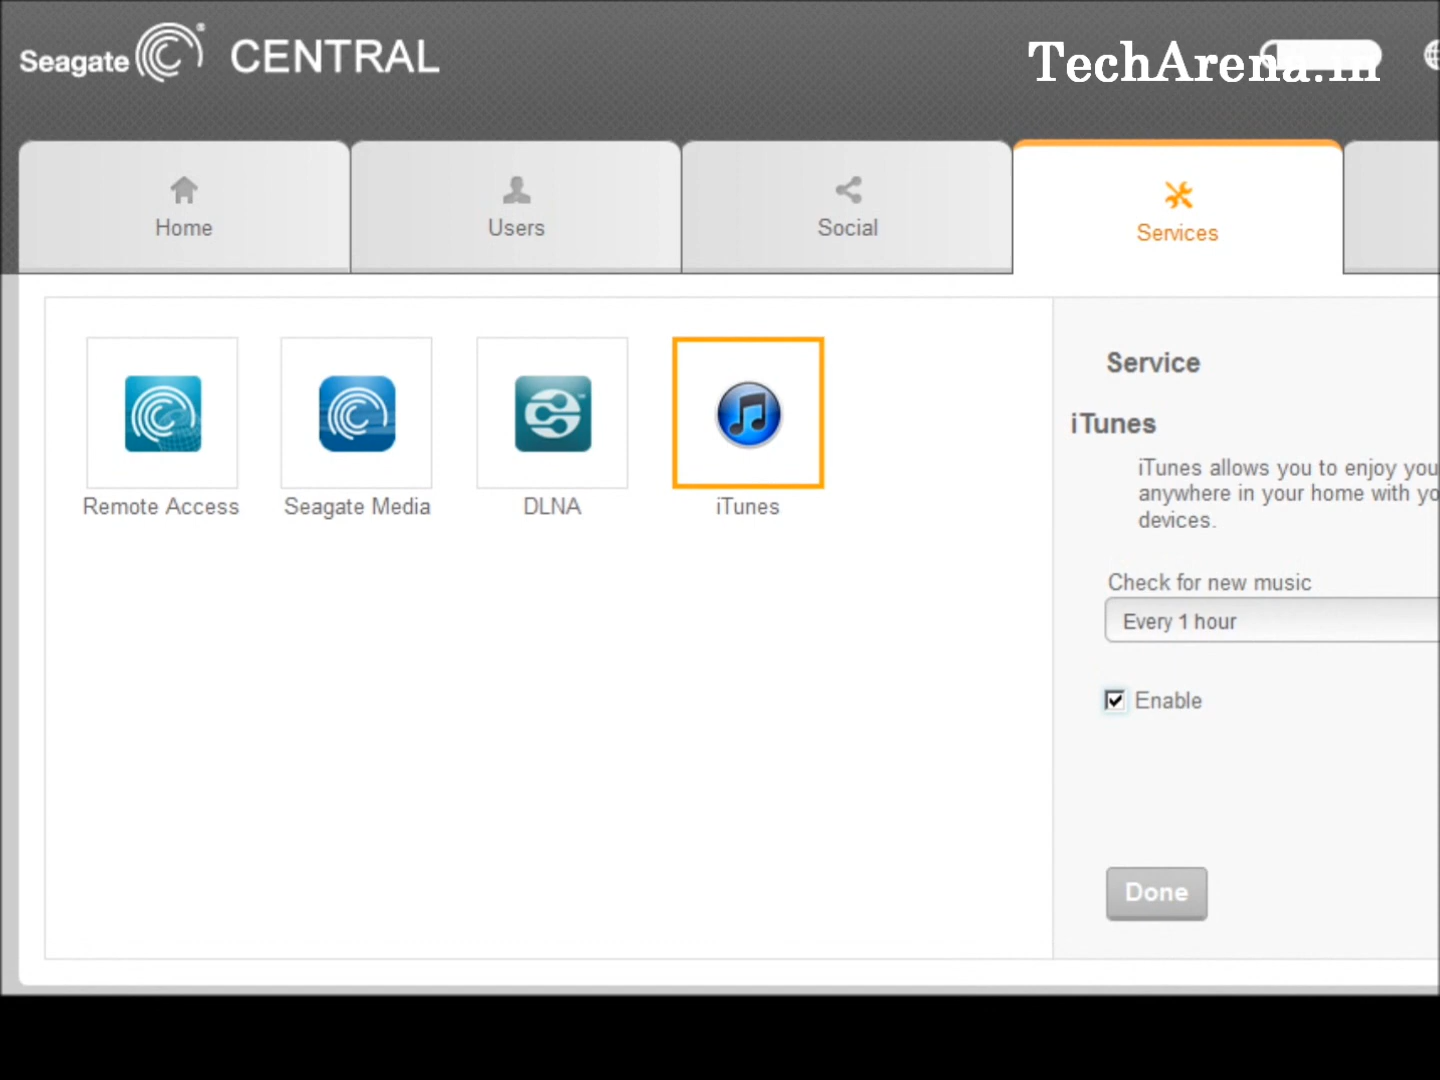 Seagate CENTRAL
TechArena.in
Home
Users
Social
Services
Remote Access
Seagate Media
DLNA
iTunes
Service
iTunes
iTunes allows you to enjoy you
anywhere in your home with yo
devices.
Check for new music
Every 1 hour
Enable
Done